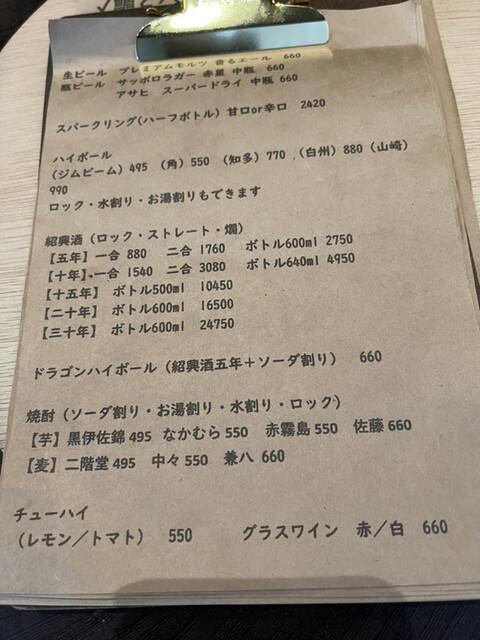 生ビール プレミアムモルツ 香るエール 660
瓶ビール サッポロラガー 赤星 中瓶 660
アサヒ スーパードライ 中瓶 660
スパークリング(ハーフボトル) 甘口or辛口 2420
ハイボール
(ジムビーム) 495 (角) 550 (知多) 770 (白州) 880 (山崎)
990
ロック・水割り・お湯割りもできます
紹興酒(ロック・ストレート・燗)
【五年】一合 880 二合 1760 ボトル600ml 2750
【十年】一合 1540 二合 3080 ボトル640ml 4950
【十五年】 ボトル500ml 10450
【二十年】 ボトル600ml 16500
【三十年】 ボトル600ml 24750
ドラゴンハイボール(紹興酒五年+ソーダ割り) 660
焼酎(ソーダ割り・お湯割り・水割り・ロック)
【芋】黒伊佐錦 495 なかむら 550 赤霧島 550 佐藤 660
【麦】二階堂 495 中々 550 兼八 660
チューハイ
(レモン/トマト) 550 グラスワイン 赤/白 660